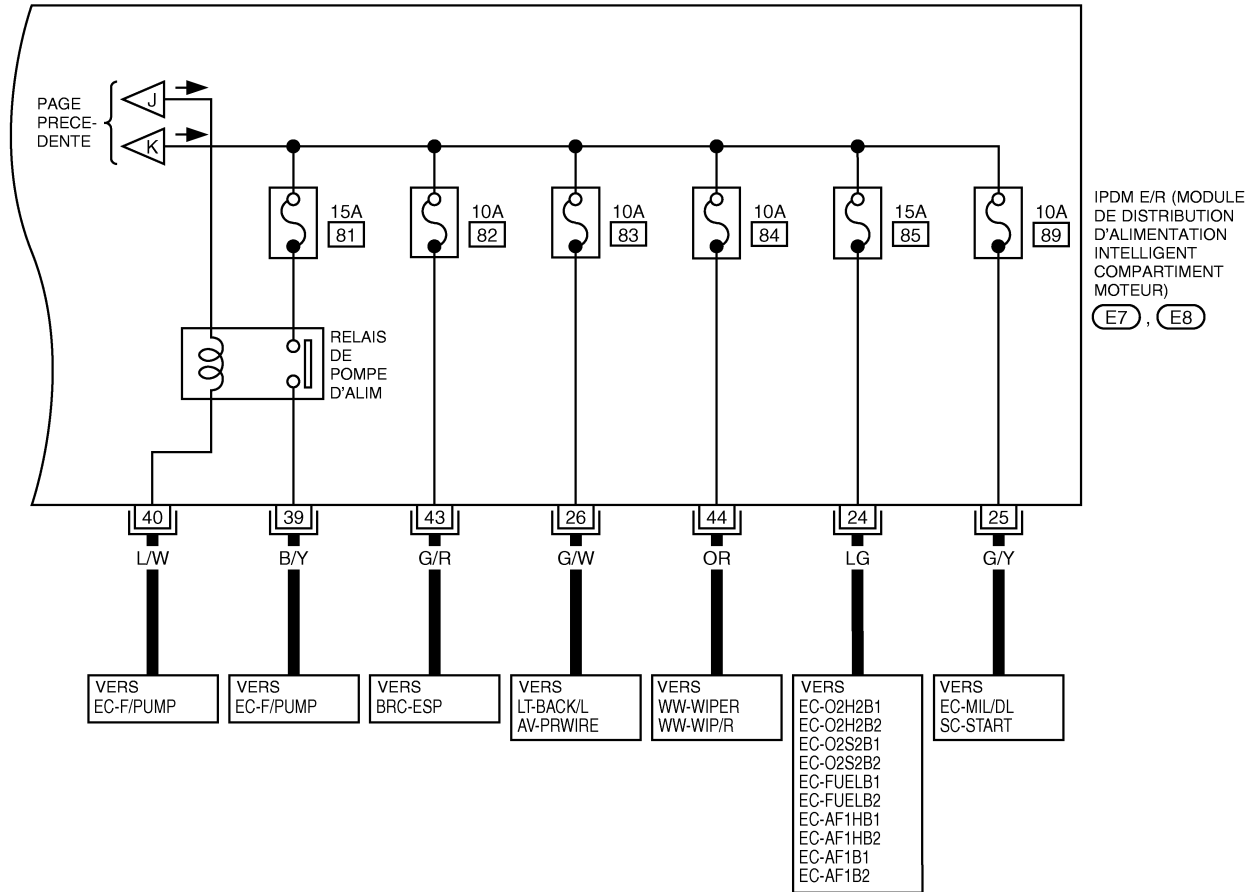 PAGE
PRECE-
DENTE
J
K
15A
81
10A
82
10A
83
10A
84
15A
85
10A
89
IPDM E/R (MODULE
DE DISTRIBUTION
D'ALIMENTATION
INTELLIGENT
COMPARTIMENT
MOTEUR)
E7 , E8
RELAIS
DE
POMPE
D'ALIM
40 39 43 26 44 24 25
L/W B/Y G/R G/W OR LG G/Y
VERS
EC-F/PUMP
VERS
EC-F/PUMP
VERS
BRC-ESP
VERS
LT-BACK/L
AV-PRWIRE
VERS
WW-WIPER
WW-WIP/R
VERS
EC-O2H2B1
EC-O2H2B2
EC-O2S2B1
EC-O2S2B2
EC-FUELB1
EC-FUELB2
EC-AF1HB1
EC-AF1HB2
EC-AF1B1
EC-AF1B2
VERS
EC-MIL/DL
SC-START